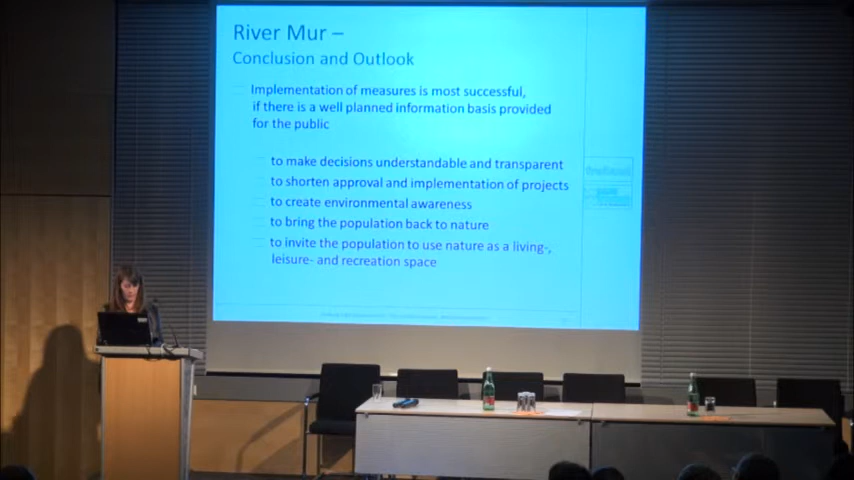 River Mur –
Conclusion and Outlook
Implementation of measures is most successful,
if there is a well planned information basis provided
for the public
to make decisions understandable and transparent
to shorten approval and implementation of projects
to create environmental awareness
to bring the population back to nature
to invite the population to use nature as a living-,
leisure- and recreation space